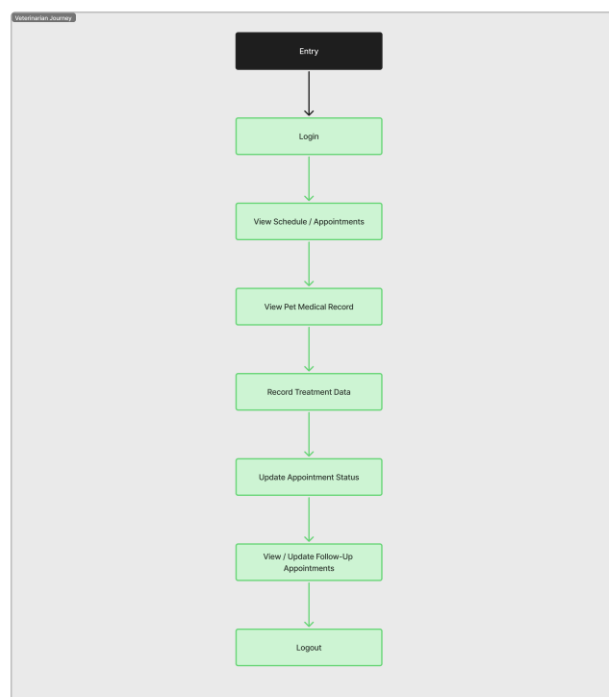 Veterinarian Journey
Entry
Login
View Schedule / Appointments
View Pet Medical Record
Record Treatment Data
Update Appointment Status
View / Update Follow-Up
Appointments
Logout